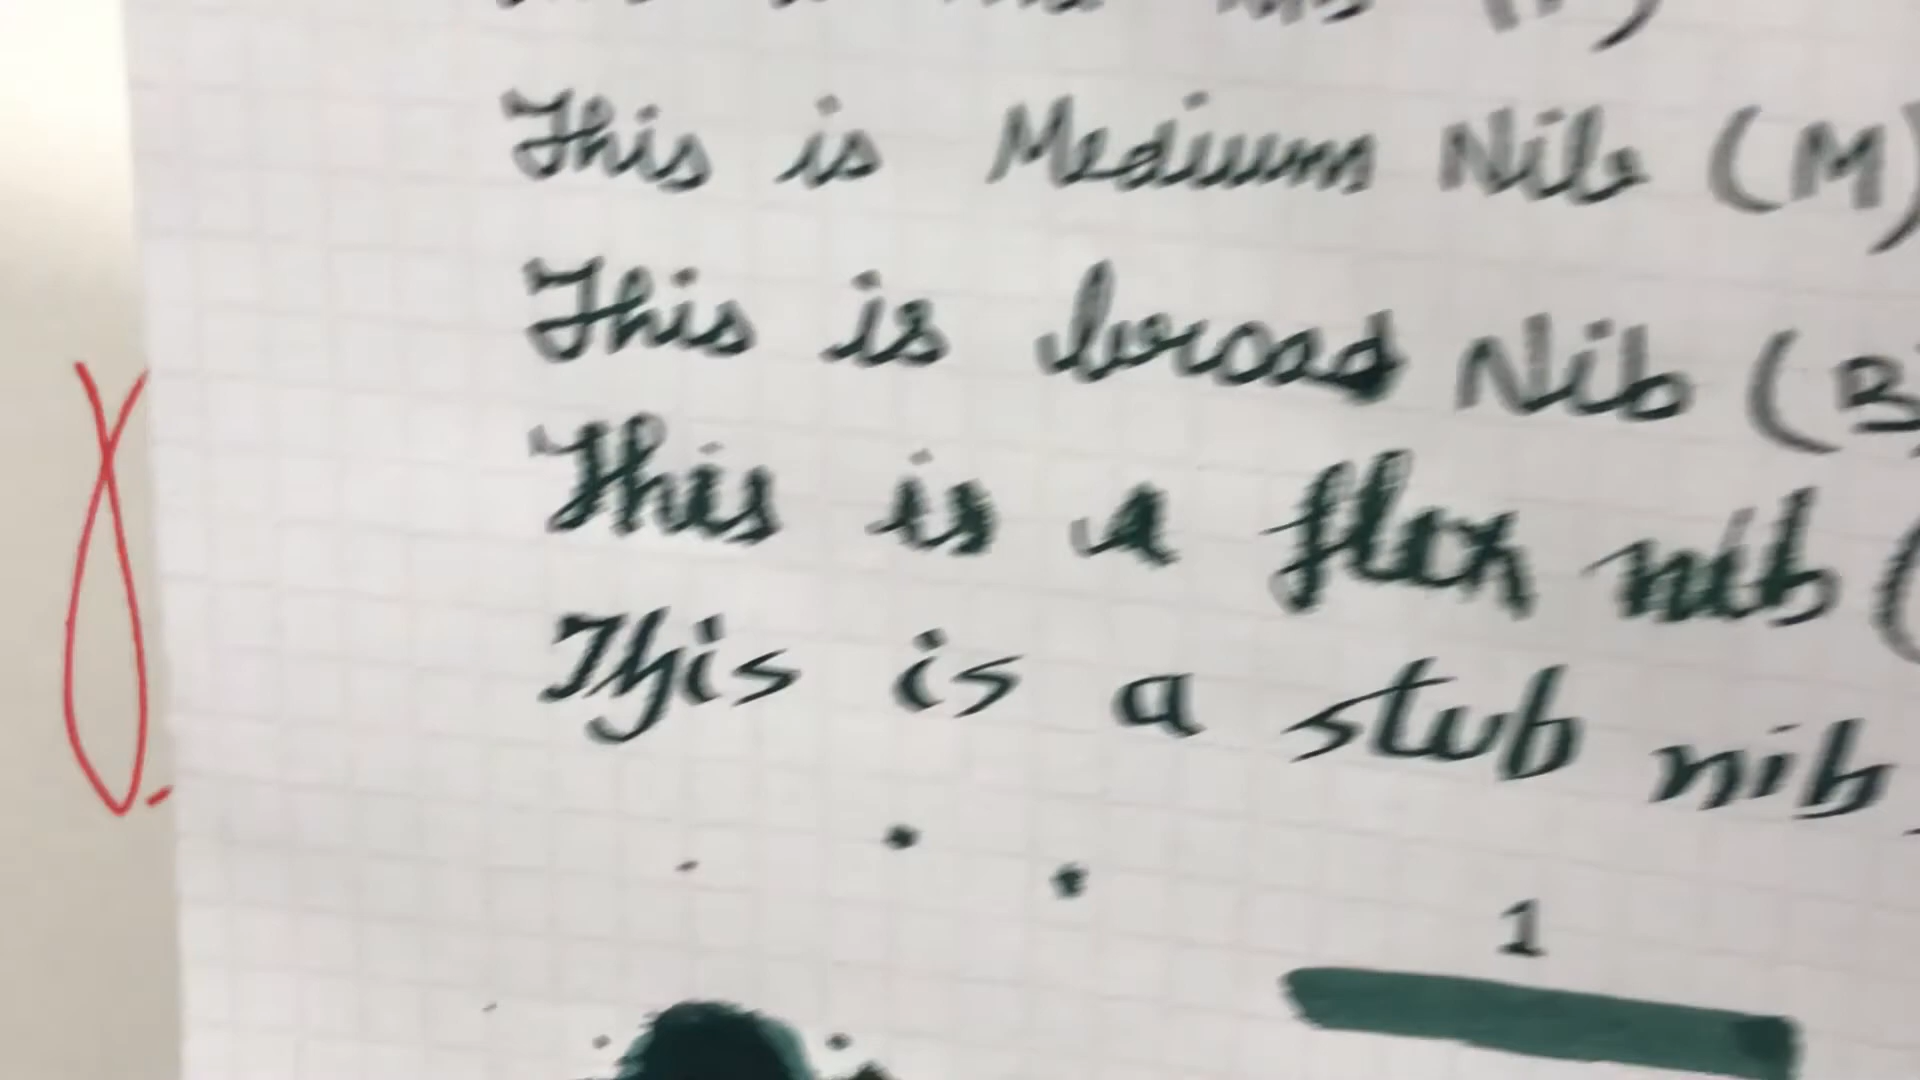 This is Medium Nib (M)
This is broad Nib (B)
This is a flex nib (
This is a stub nib
1